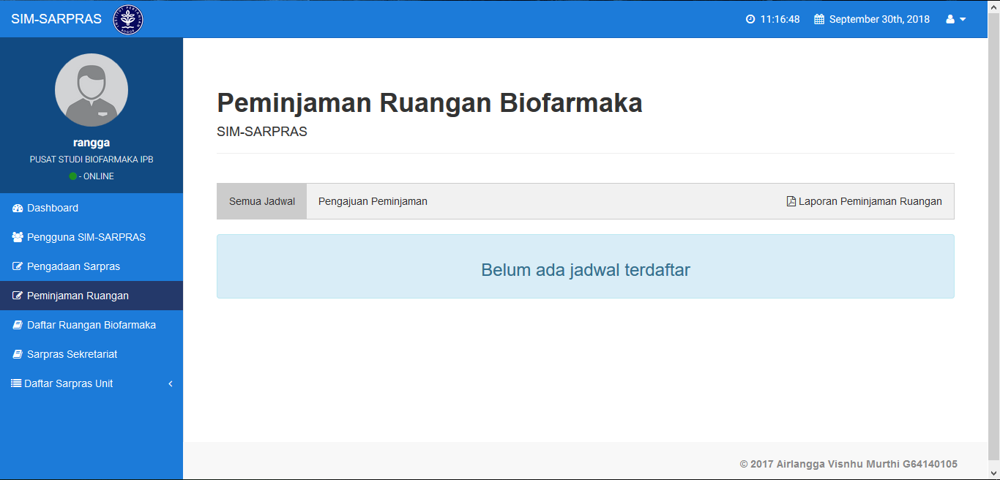 SIM-SARPRAS
11:16:48
September 30th, 2018
rangga
PUSAT STUDI BIOFARMAKA IPB
- ONLINE
Dashboard
Pengguna SIM-SARPRAS
Pengadaan Sarpras
Peminjaman Ruangan
Daftar Ruangan Biofarmaka
Sarpras Sekretariat
Daftar Sarpras Unit
Peminjaman Ruangan Biofarmaka
SIM-SARPRAS
Semua Jadwal
Pengajuan Peminjaman
Laporan Peminjaman Ruangan
Belum ada jadwal terdaftar
© 2017 Airlangga Visnhu Murthi G64140105